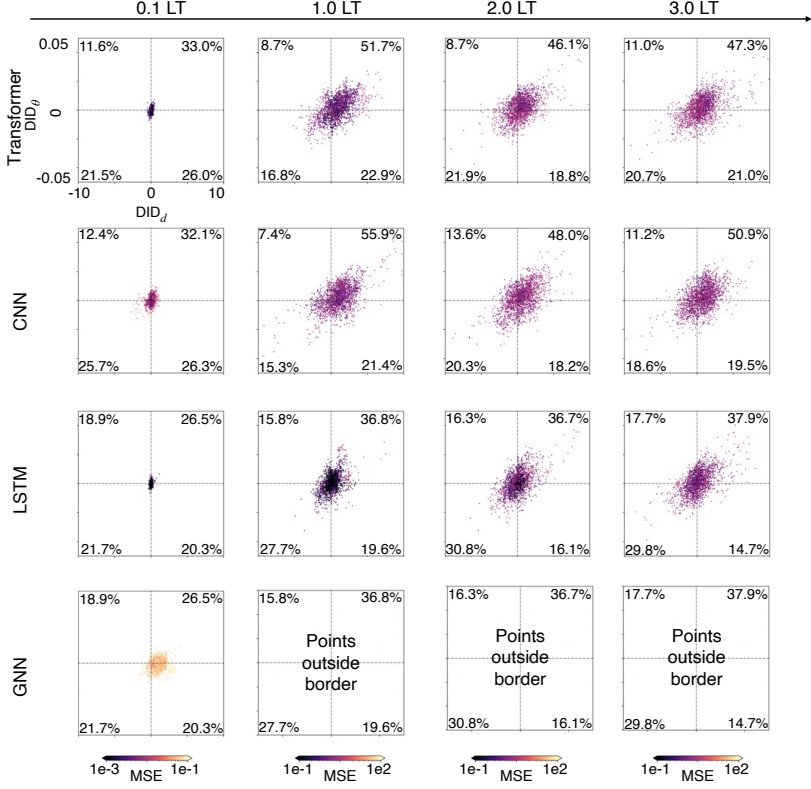 0.1 LT 1.0 LT 2.0 LT 3.0 LT
Transformer
DID_θ
0.05
0
-0.05
11.6% 33.0% 8.7% 51.7% 8.7% 46.1% 11.0% 47.3%
21.5% 26.0% 16.8% 22.9% 21.9% 18.8% 20.7% 21.0%
-10 0 10
DID_d
CNN
12.4% 32.1% 7.4% 55.9% 13.6% 48.0% 11.2% 50.9%
25.7% 26.3% 15.3% 21.4% 20.3% 18.2% 18.6% 19.5%
LSTM
18.9% 26.5% 15.8% 36.8% 16.3% 36.7% 17.7% 37.9%
21.7% 20.3% 27.7% 19.6% 30.8% 16.1% 29.8% 14.7%
GNN
18.9% 26.5% 15.8% 36.8% 16.3% 36.7% 17.7% 37.9%
Points Points Points
outside outside outside
border border border
21.7% 20.3% 27.7% 19.6% 30.8% 16.1% 29.8% 14.7%
1e-3 MSE 1e-1 1e-1 MSE 1e2 1e-1 MSE 1e2 1e-1 MSE 1e2